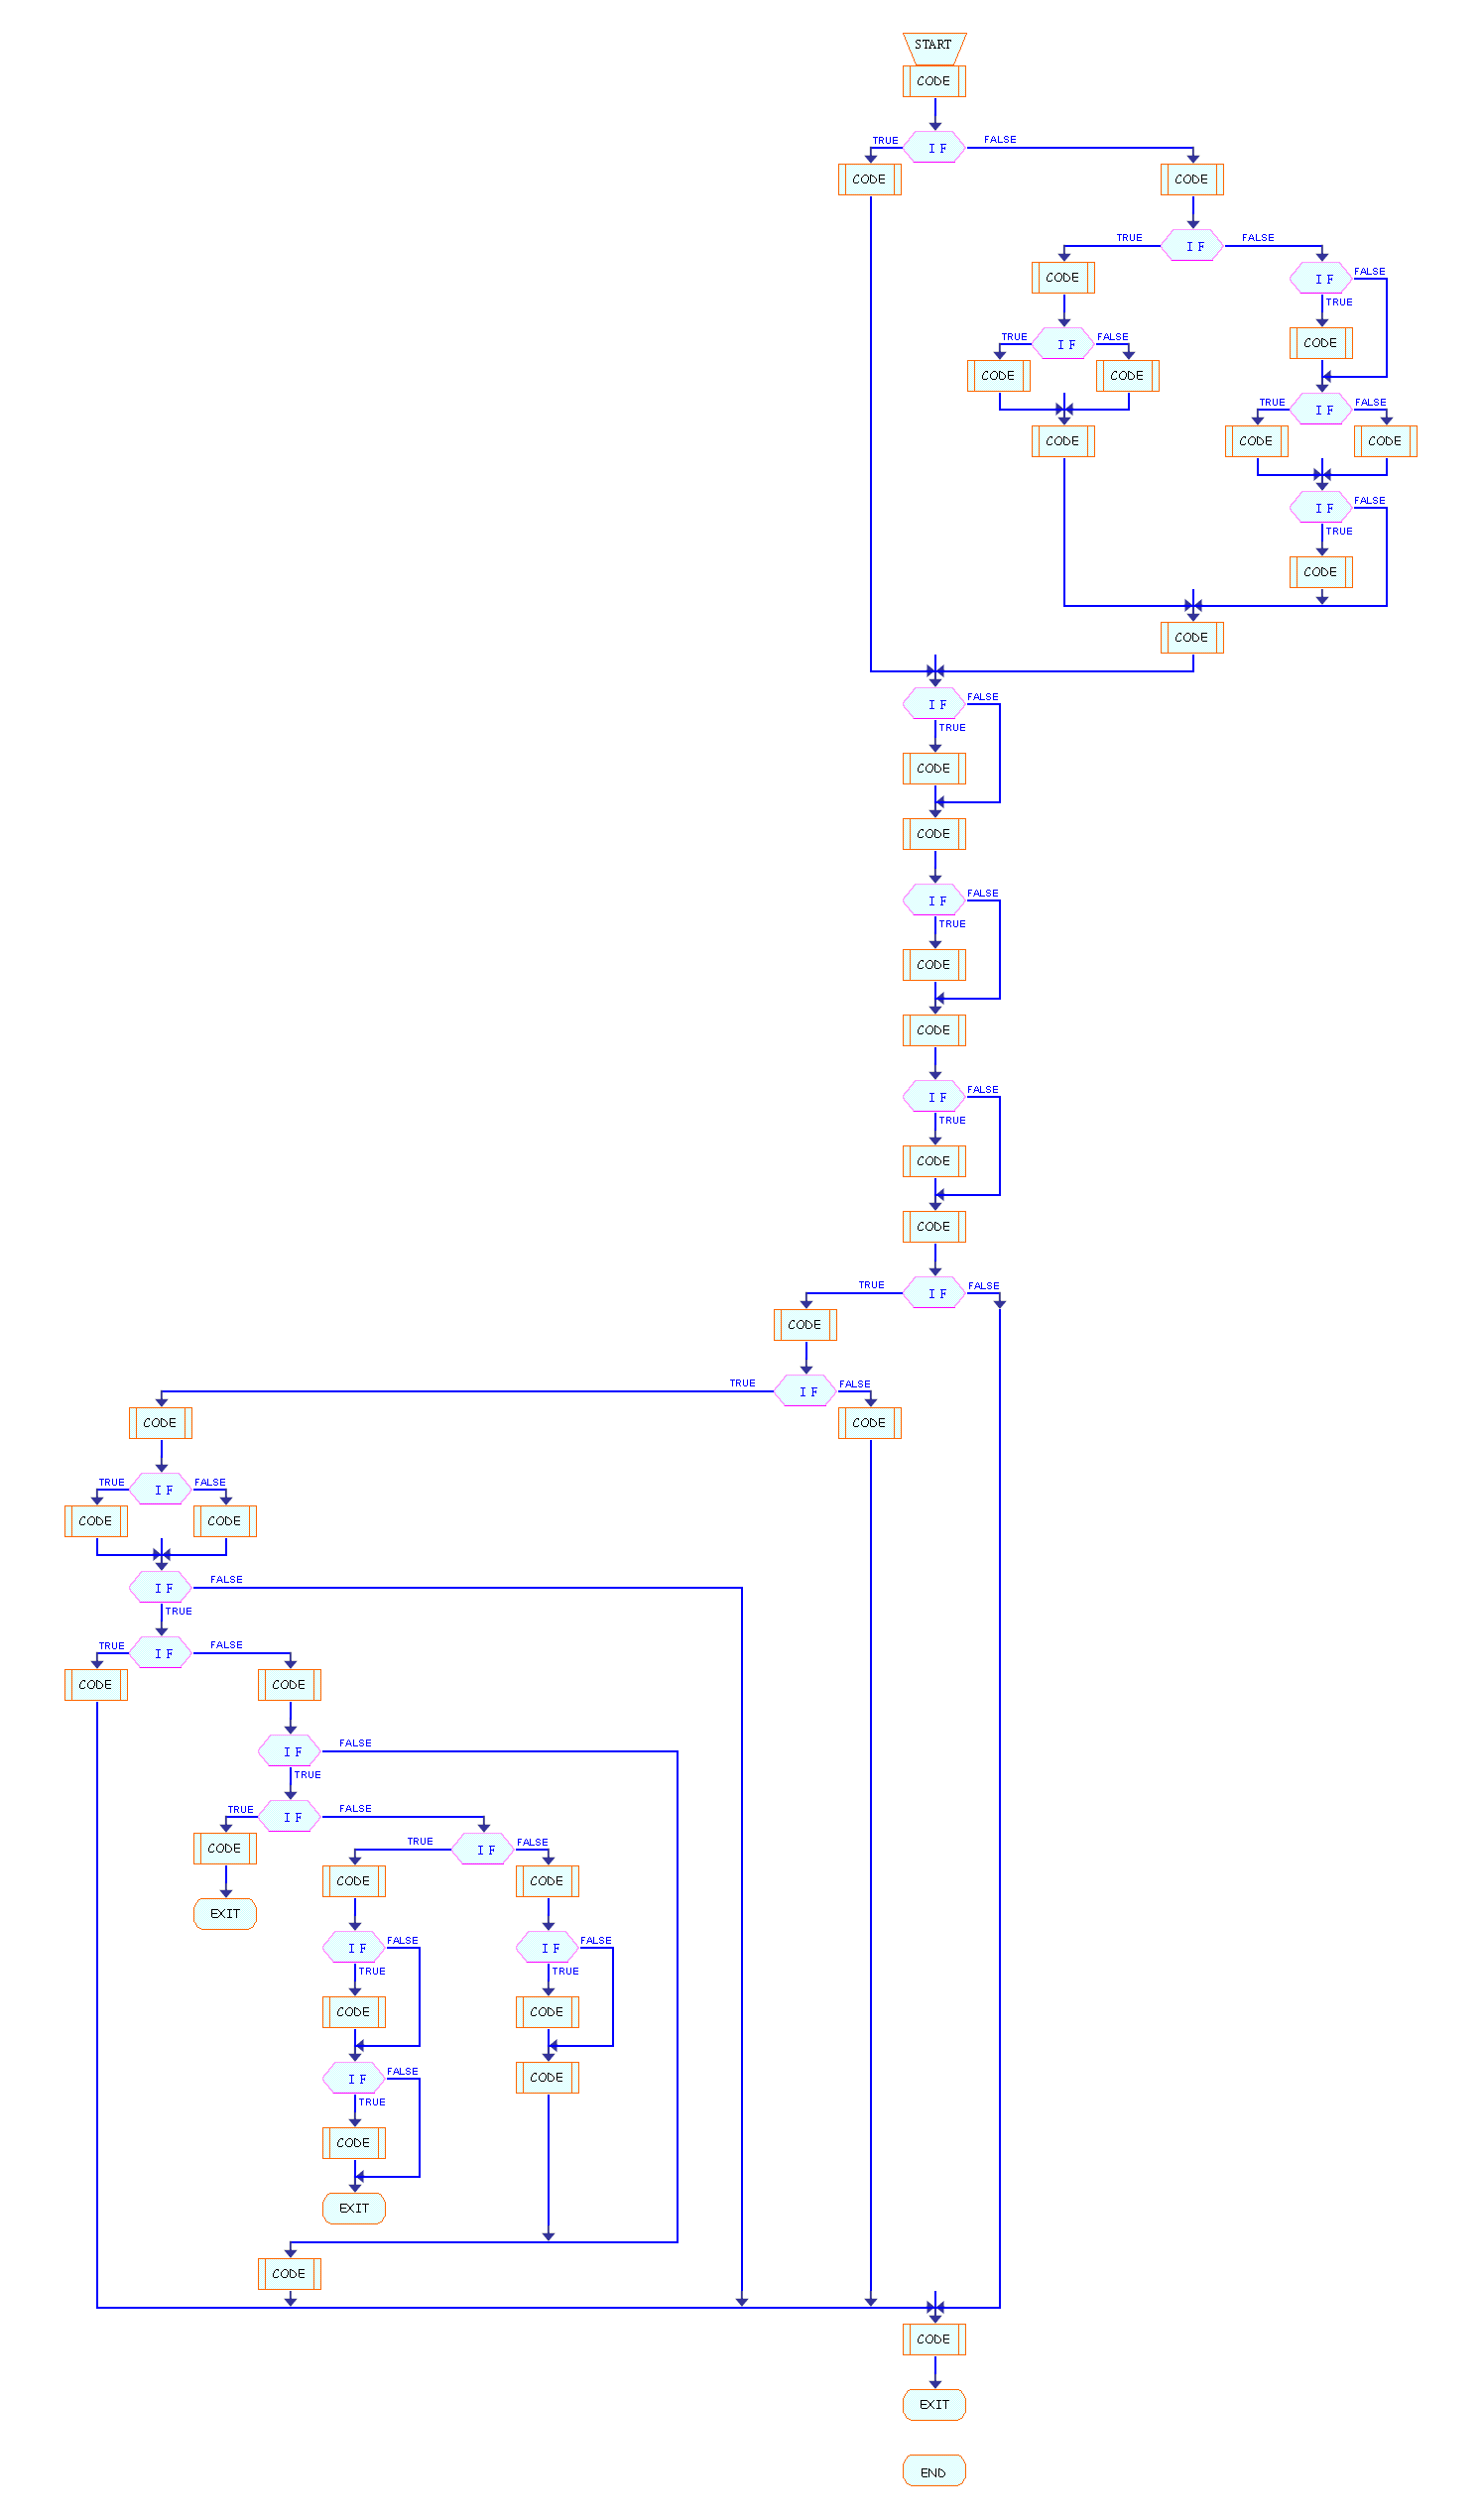 START
CODE
TRUE IF FALSE
CODE CODE
TRUE IF FALSE
CODE IF FALSE
TRUE
TRUE IF FALSE CODE
CODE CODE
TRUE IF FALSE
CODE CODE CODE
IF FALSE
TRUE
CODE
CODE
IF FALSE
TRUE
CODE
CODE
IF FALSE
TRUE
CODE
CODE
IF FALSE
TRUE
CODE
CODE
TRUE IF FALSE
CODE
TRUE IF FALSE
CODE CODE
TRUE IF FALSE
CODE CODE
IF FALSE
TRUE
TRUE IF FALSE
CODE CODE
IF FALSE
TRUE
TRUE IF FALSE
CODE TRUE IF FALSE
CODE CODE
EXIT
IF FALSE IF FALSE
TRUE TRUE
CODE CODE
IF FALSE CODE
TRUE
CODE
EXIT
CODE
CODE
EXIT
END